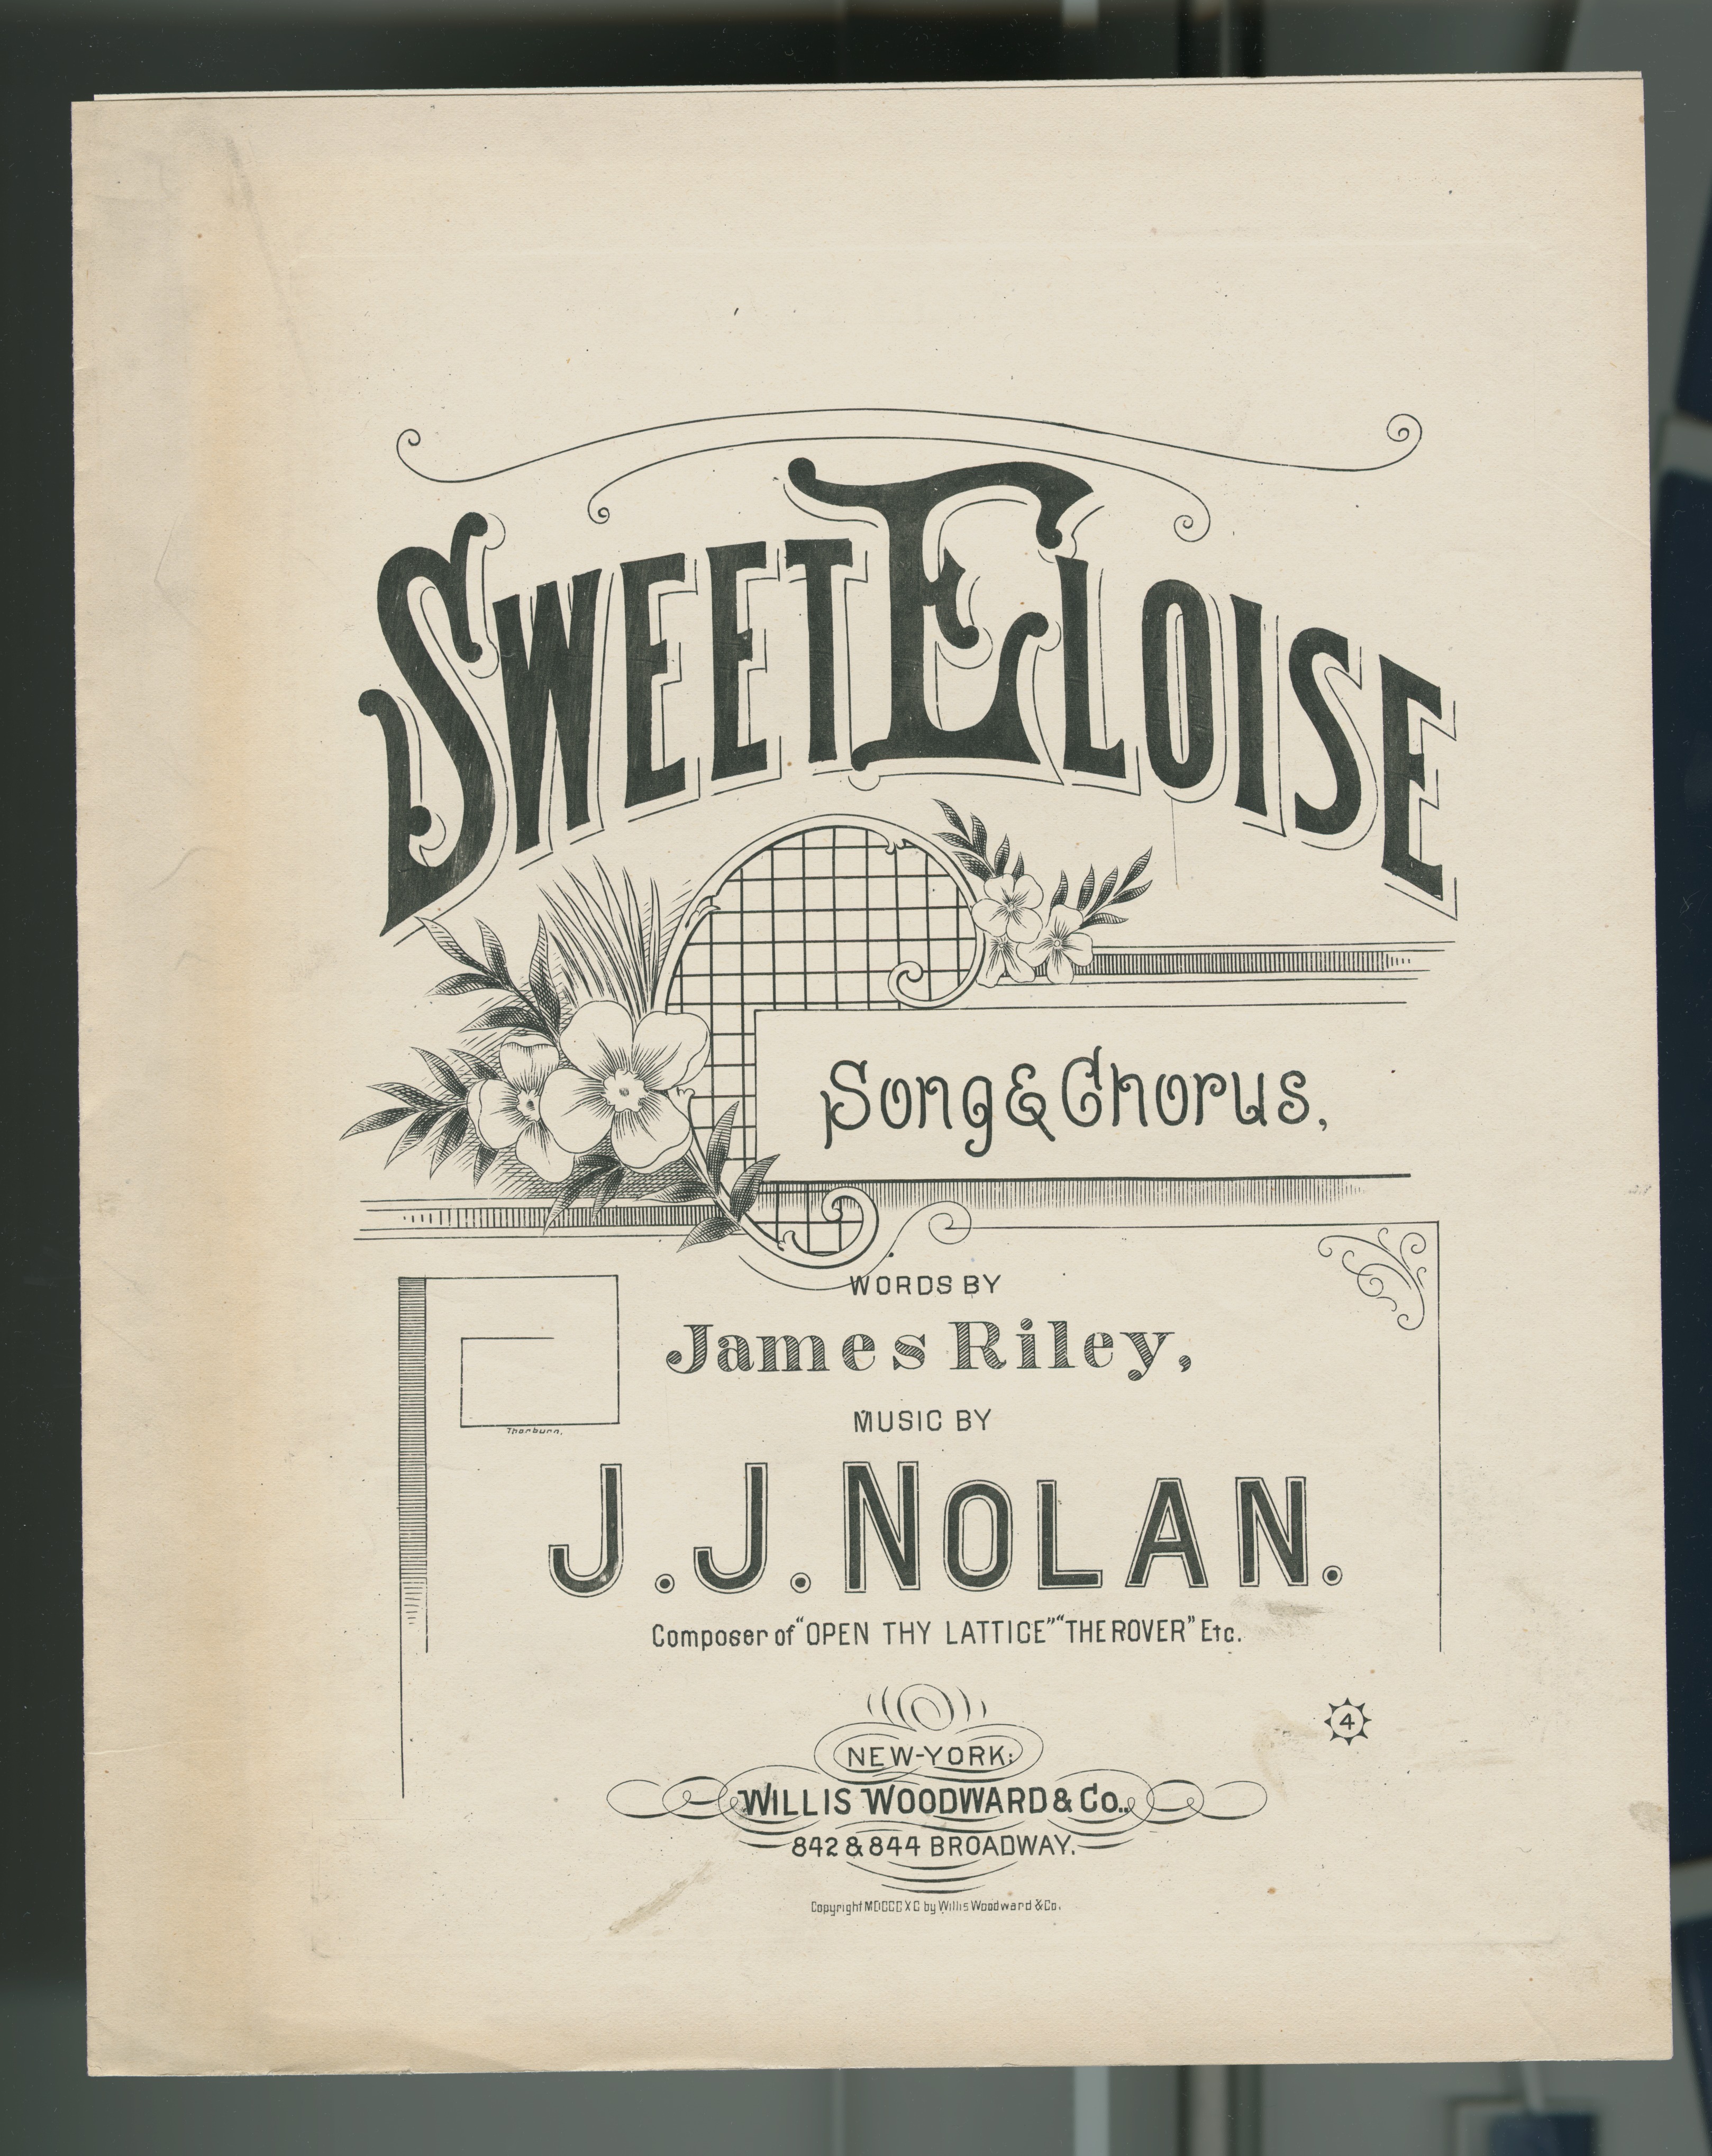 SWEET ELOISE
Song & Chorus,
WORDS BY
James Riley,
MUSIC BY
Thorburn.
J. J. NOLAN.
Composer of "OPEN THY LATTICE" "THE ROVER" Etc.
4
NEW-YORK:
WILLIS WOODWARD & Co.,
842 & 844 BROADWAY.
Copyright MDCCCXC by Willis Woodward & Co.